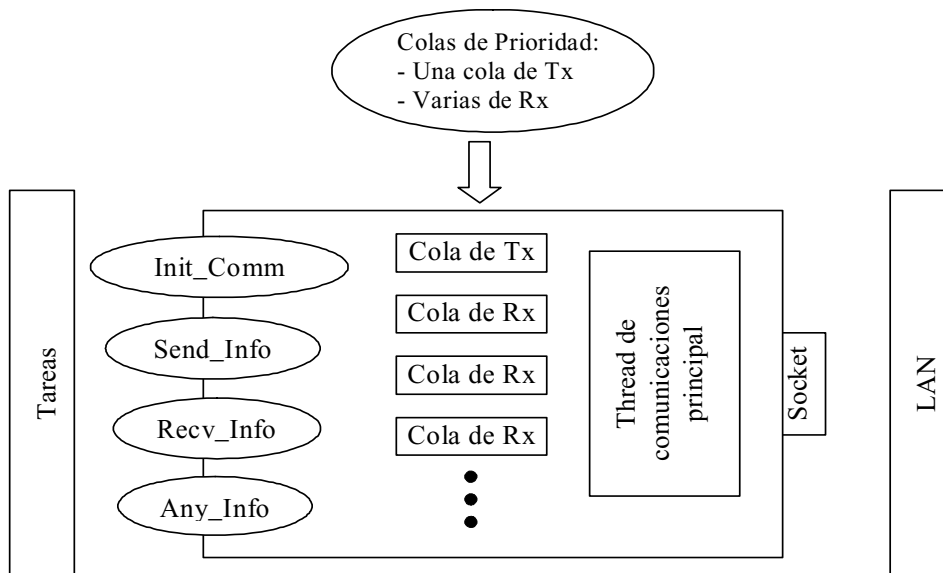 Colas de Prioridad:
- Una cola de Tx
- Varias de Rx
Tareas
Init_Comm
Send_Info
Recv_Info
Any_Info
Cola de Tx
Cola de Rx
Cola de Rx
Cola de Rx
Thread de
comunicaciones
principal
Socket
LAN